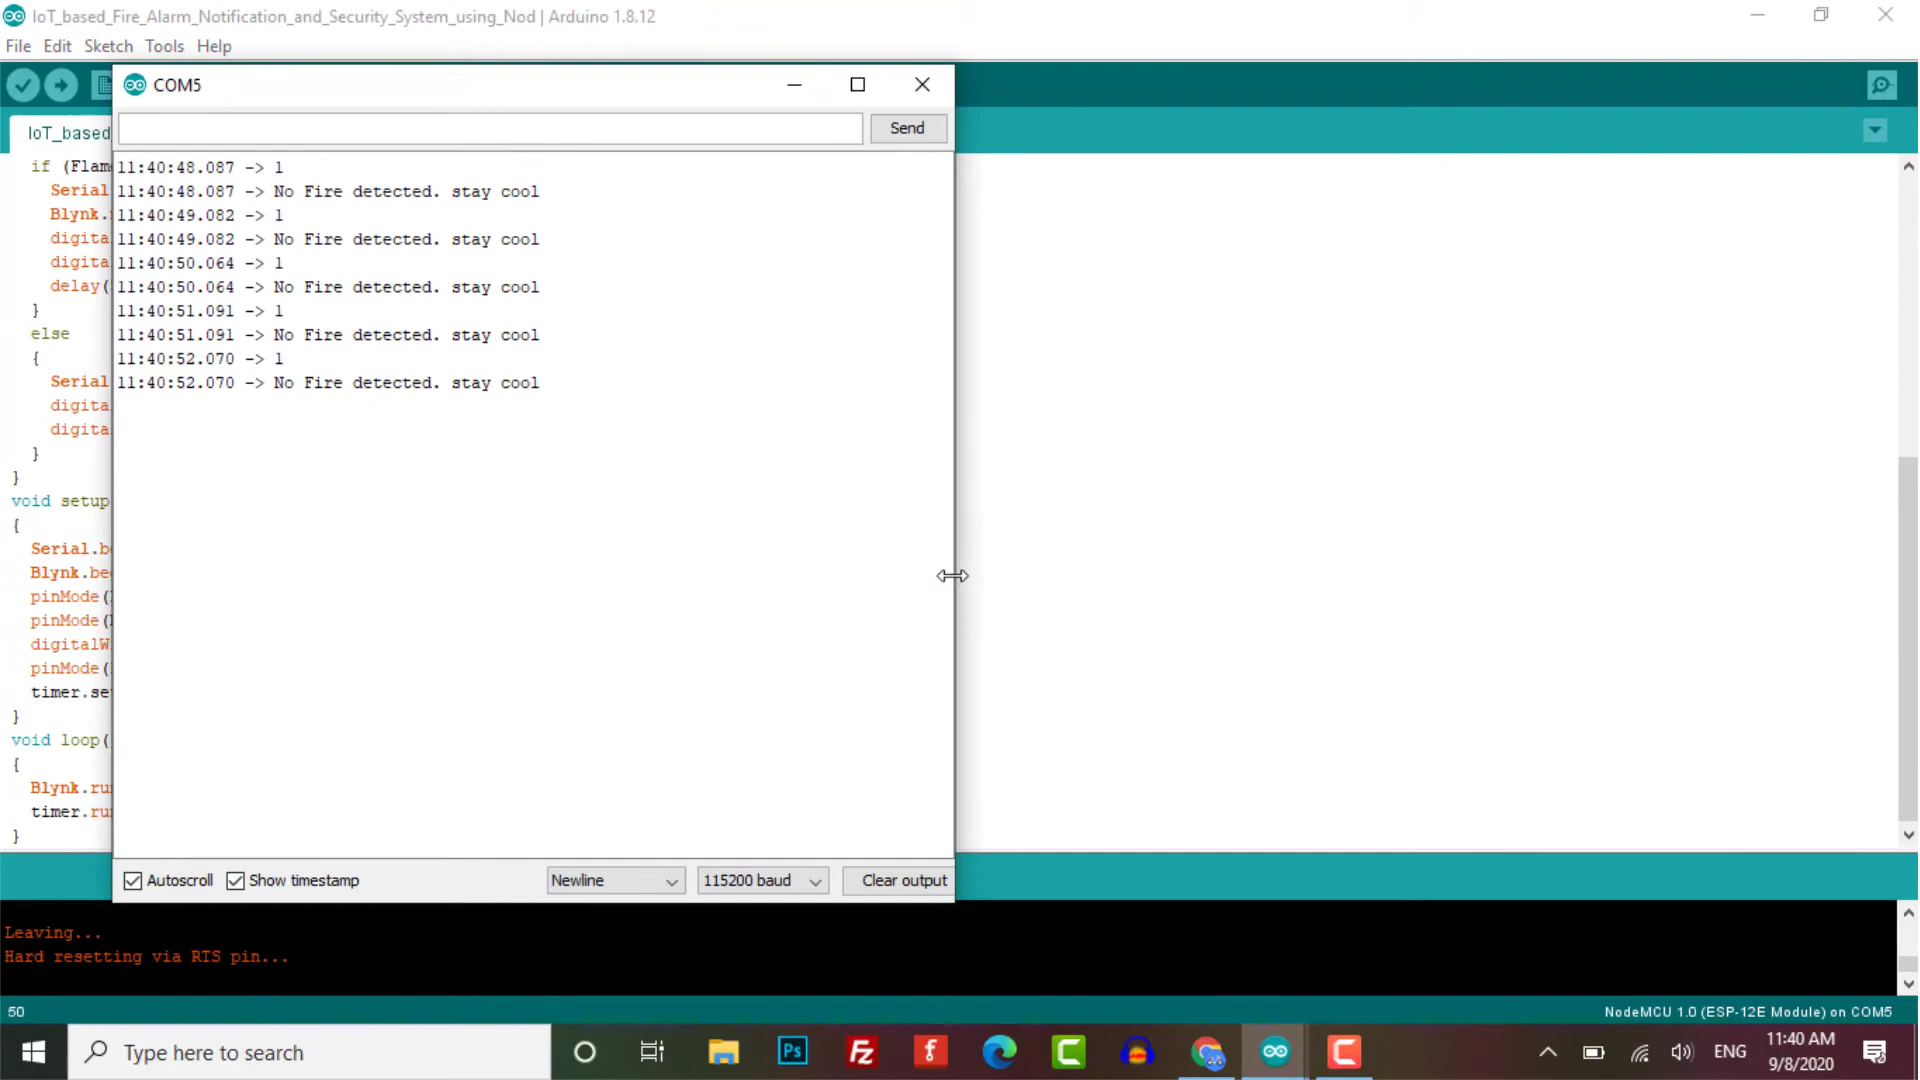 IoT_based_Fire_Alarm_Notification_and_Security_System_using_Nod | Arduino 1.8.12
File Edit Sketch Tools Help
COM5
IoT_based
Send
11:40:48.087 -> 1
11:40:48.087 -> No Fire detected. stay cool
11:40:49.082 -> 1
11:40:49.082 -> No Fire detected. stay cool
11:40:50.064 -> 1
11:40:50.064 -> No Fire detected. stay cool
11:40:51.091 -> 1
11:40:51.091 -> No Fire detected. stay cool
11:40:52.070 -> 1
11:40:52.070 -> No Fire detected. stay cool
if (Flam
Serial
Blynk.
digita
digita
delay(
}
else
{
Serial
digita
digita
}
}
void setup
{
Serial.b
Blynk.be
pinMode(
pinMode(
digitalW
pinMode(
timer.se
}
void loop(
{
Blynk.ru
timer.ru
}
Autoscroll Show timestamp Newline 115200 baud Clear output
Leaving...
Hard resetting via RTS pin...
50 NodeMCU 1.0 (ESP-12E Module) on COM5
Type here to search
Ps
Fz
f
C
C
ENG
11:40 AM
9/8/2020